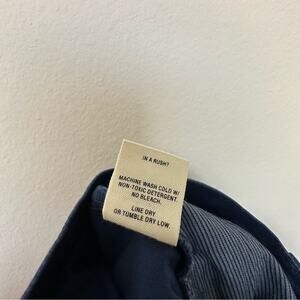 IN A RUSH?
MACHINE WASH COLD W/
NON-TOXIC DETERGENT.
NO BLEACH.
LINE DRY
OR TUMBLE DRY LOW.